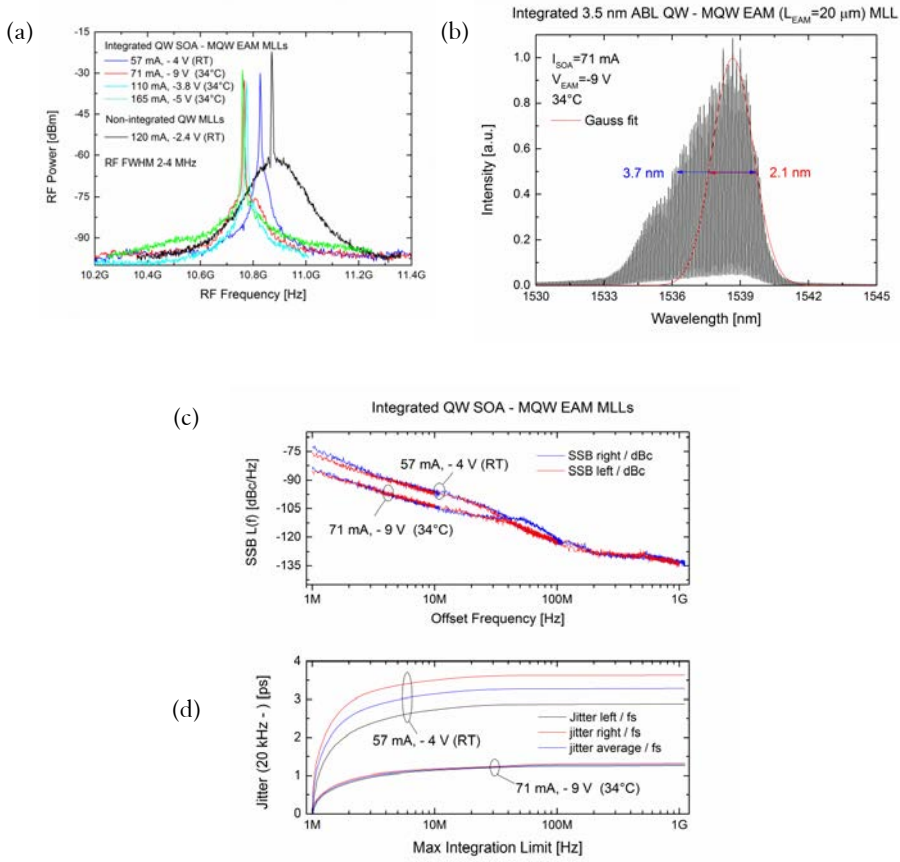 (a)
-15
-30
-45
-60
-75
-90
RF Power [dBm]
Integrated QW SOA - MQW EAM MLLs
57 mA, - 4 V (RT)
71 mA, - 9 V (34°C)
110 mA, -3.8 V (34°C)
165 mA, -5 V (34°C)
Non-integrated QW MLLs
120 mA, -2.4 V (RT)
RF FWHM 2-4 MHz
10.2G 10.4G 10.6G 10.8G 11.0G 11.2G 11.4G
RF Frequency [Hz]
Integrated 3.5 nm ABL QW - MQW EAM (LEAM=20 μm) MLL
(b)
1.0
0.8
0.6
0.4
0.2
0.0
Intensity [a.u.]
ISOA=71 mA
VEAM=-9 V
34°C
Gauss fit
3.7 nm
2.1 nm
1530 1533 1536 1539 1542 1545
Wavelength [nm]
(c)
Integrated QW SOA - MQW EAM MLLs
-75
-90
-105
-120
-135
SSB L(f) [dBc/Hz]
SSB right / dBc
SSB left / dBc
57 mA, - 4 V (RT)
71 mA, - 9 V (34°C)
1M 10M 100M 1G
Offset Frequency [Hz]
(d)
4
3
2
1
0
Jitter (20 kHz - ) [ps]
Jitter left / fs
jitter right / fs
jitter average / fs
57 mA, - 4 V (RT)
71 mA, - 9 V (34°C)
1M 10M 100M 1G
Max Integration Limit [Hz]